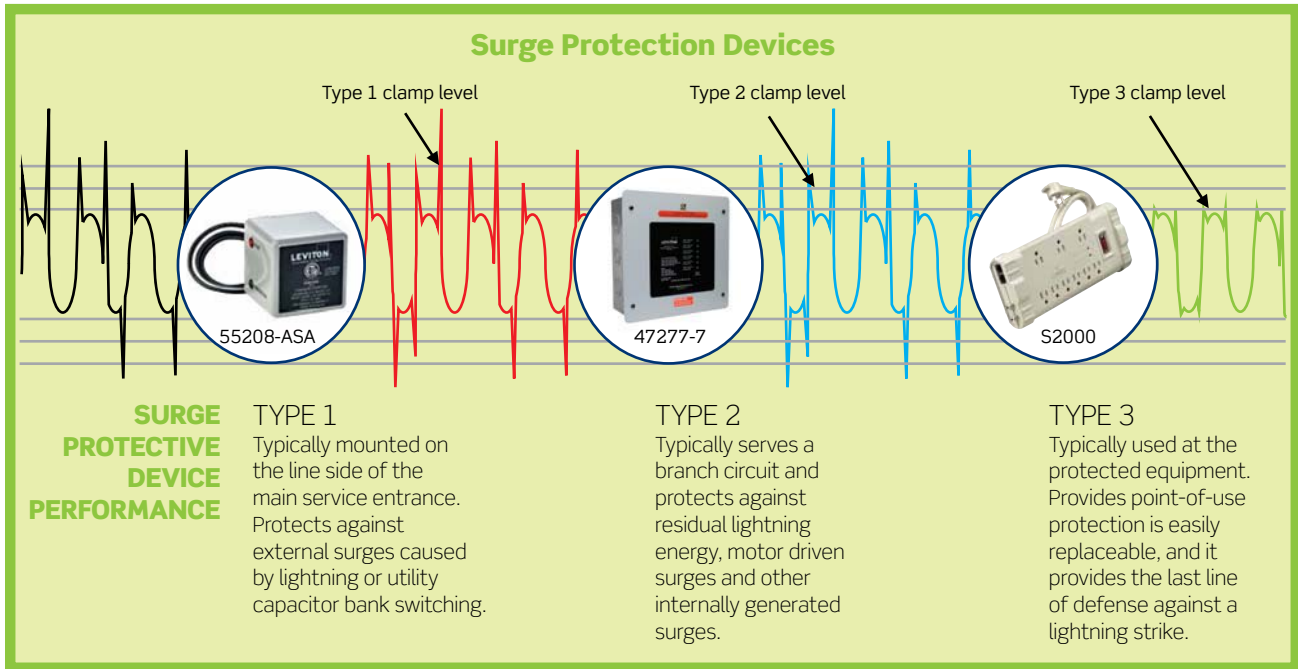 Surge Protection Devices
Type 1 clamp level
Type 2 clamp level
Type 3 clamp level
LEVITON
55208-ASA
47277-7
S2000
SURGE
PROTECTIVE
DEVICE
PERFORMANCE
TYPE 1
Typically mounted on
the line side of the
main service entrance.
Protects against
external surges caused
by lightning or utility
capacitor bank switching.
TYPE 2
Typically serves a
branch circuit and
protects against
residual lightning
energy, motor driven
surges and other
internally generated
surges.
TYPE 3
Typically used at the
protected equipment.
Provides point-of-use
protection is easily
replaceable, and it
provides the last line
of defense against a
lightning strike.